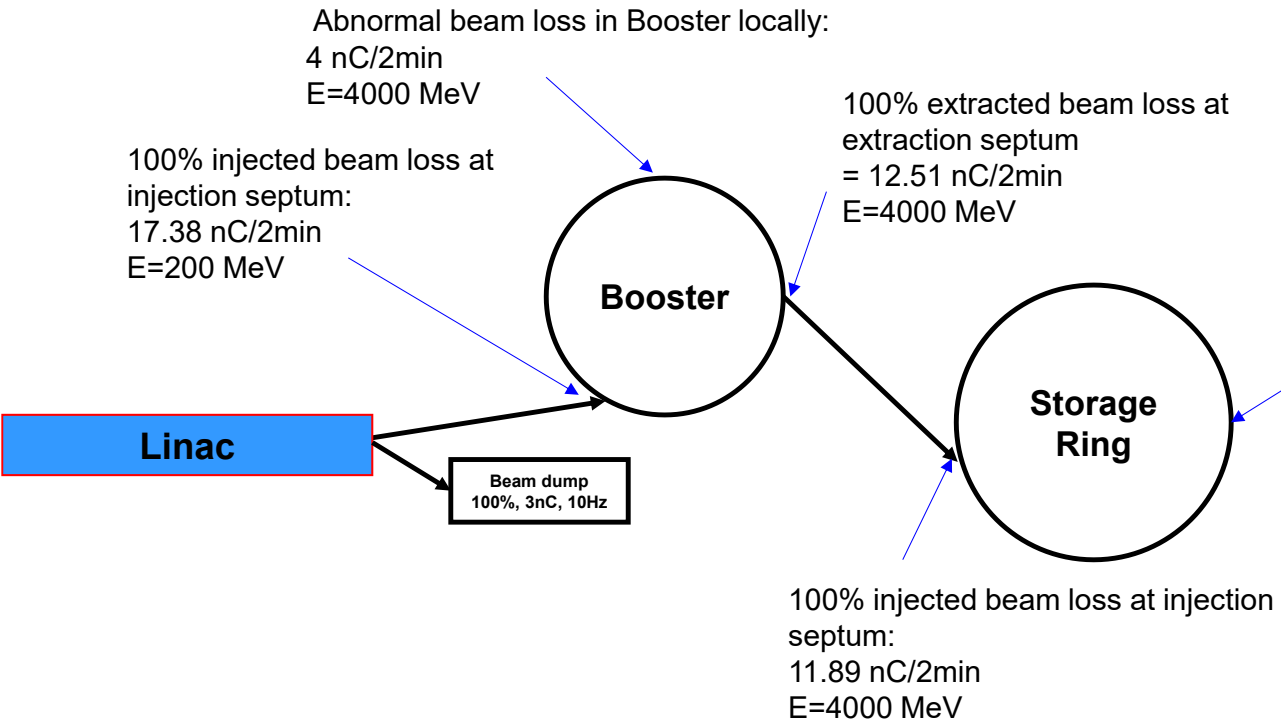 Abnormal beam loss in Booster locally:
4 nC/2min
E=4000 MeV
100% extracted beam loss at
extraction septum
= 12.51 nC/2min
E=4000 MeV
100% injected beam loss at
injection septum:
17.38 nC/2min
E=200 MeV
Booster
Storage
Ring
Linac
Beam dump
100%, 3nC, 10Hz
100% injected beam loss at injection
septum:
11.89 nC/2min
E=4000 MeV